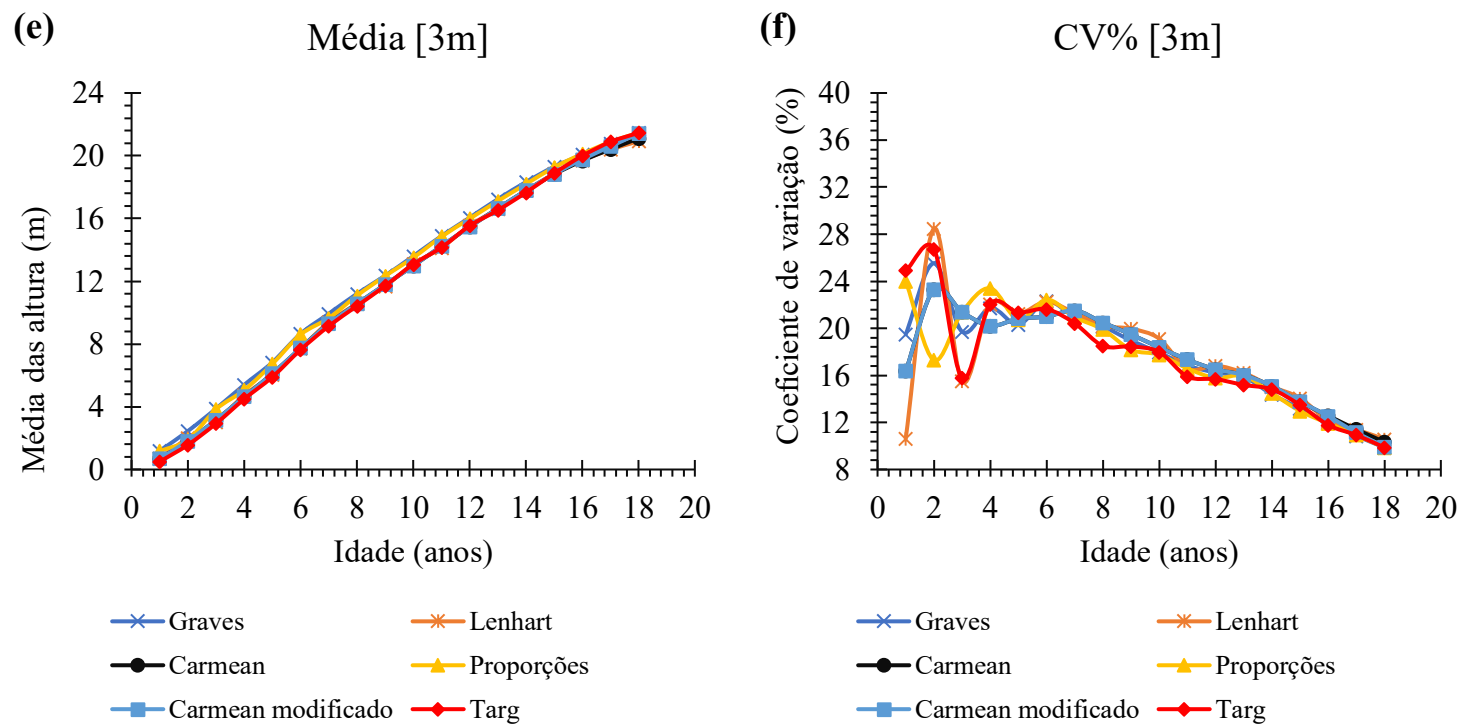 (e)
Média [3m]
Média das altura (m)
24
20
16
12
8
4
0
0 2 4 6 8 10 12 14 16 18 20
Idade (anos)
Graves Lenhart
Carmean Proporções
Carmean modificado Targ
(f)
CV% [3m]
Coeficiente de variação (%)
40
36
32
28
24
20
16
12
8
0 2 4 6 8 10 12 14 16 18 20
Idade (anos)
Graves Lenhart
Carmean Proporções
Carmean modificado Targ